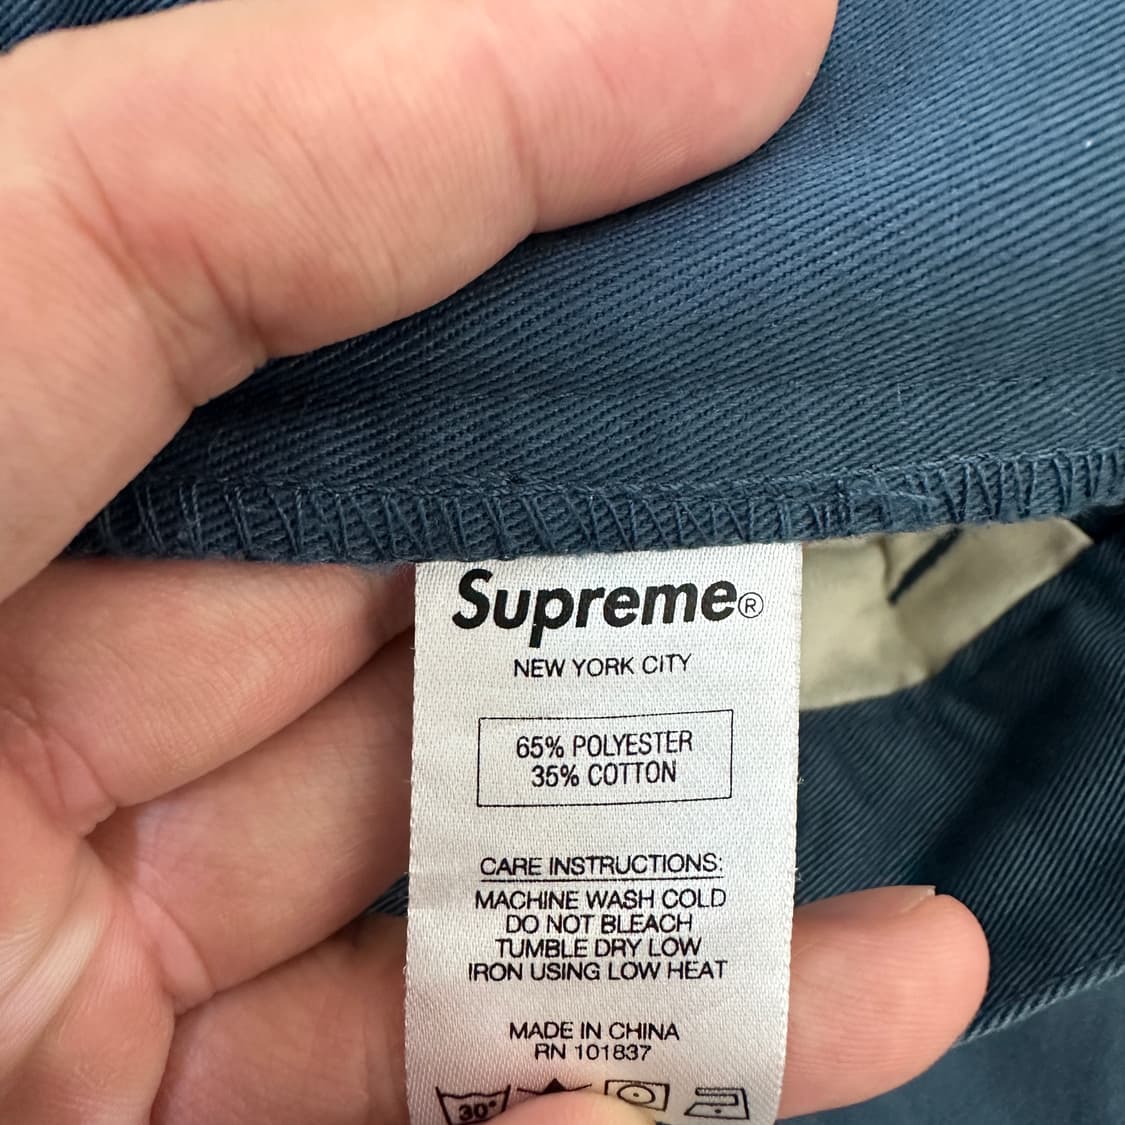 Supreme®
NEW YORK CITY
65% POLYESTER
35% COTTON
CARE INSTRUCTIONS:
MACHINE WASH COLD
DO NOT BLEACH
TUMBLE DRY LOW
IRON USING LOW HEAT
MADE IN CHINA
RN 101837
30°